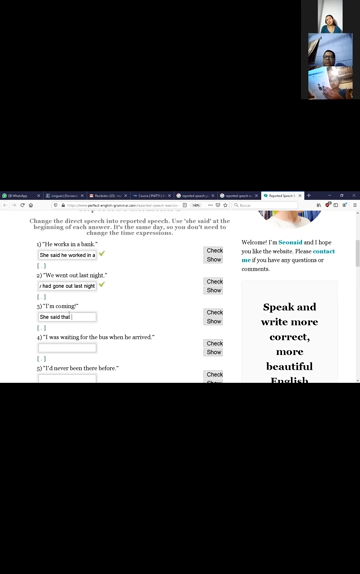 Change the direct speech into reported speech. Use 'she said' at the
beginning of each answer. It's the same day, so you don't need to
change the time expressions.
1) "He works in a bank."
She said he worked in a
Check
Show
[ . ]
2) "We went out last night."
had gone out last night
Check
Show
[ . ]
3) "I'm coming!"
She said that
Check
Show
[ . ]
4) "I was waiting for the bus when he arrived."
Check
Show
[ . ]
5) "I'd never been there before."
Check
Welcome! I'm Seonaid and I hope
you like the website. Please contact
me if you have any questions or
comments.
Speak and
write more
correct,
more
beautiful
English